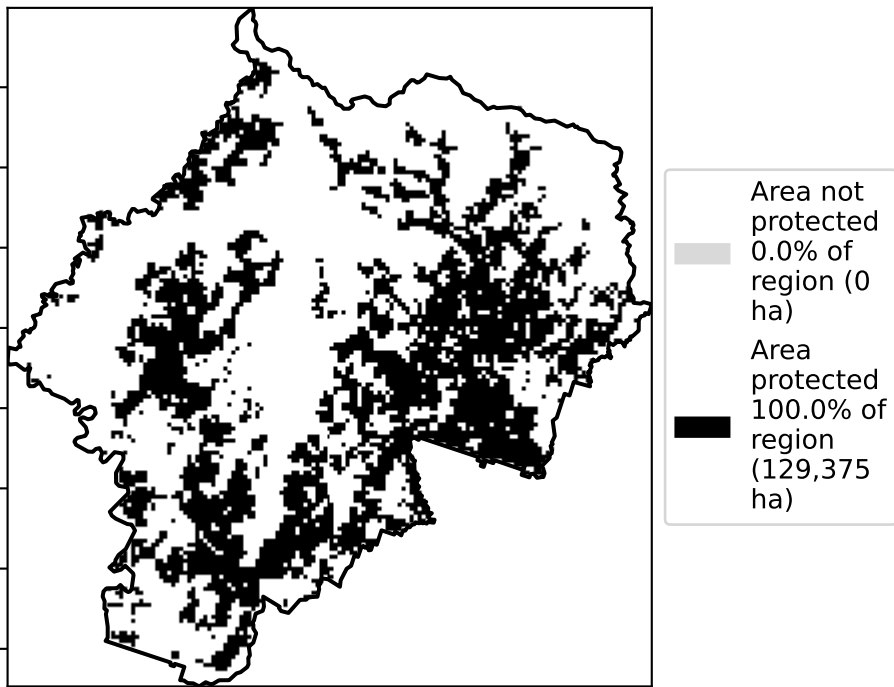 Area not
protected
0.0% of
region (0
ha)
Area
protected
100.0% of
region
(129,375
ha)